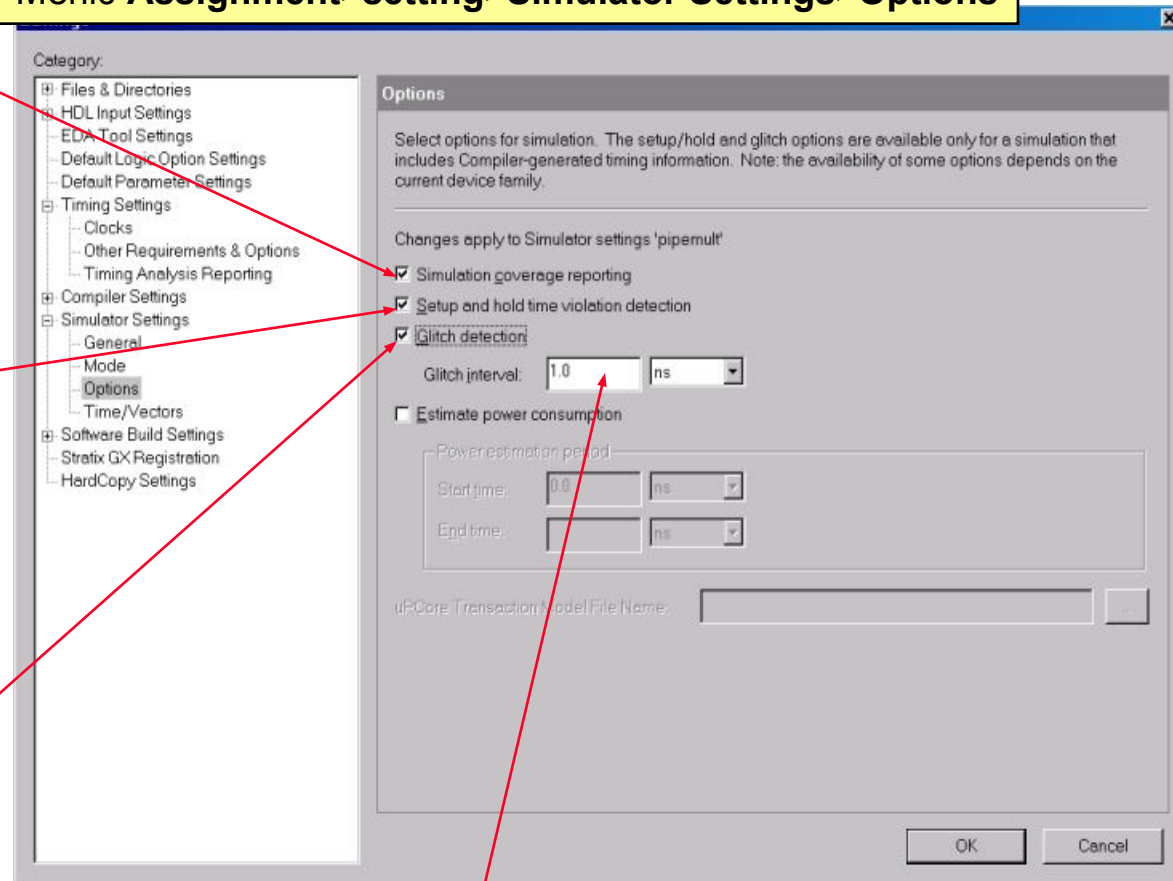 Assignment> setting> Simulator Settings> Options
Category:
Files & Directories
HDL Input Settings
EDA Tool Settings
Default Logic Option Settings
Default Parameter Settings
Timing Settings
Clocks
Other Requirements & Options
Timing Analysis Reporting
Compiler Settings
Simulator Settings
General
Mode
Options
Time/Vectors
Software Build Settings
Stratix GX Registration
HardCopy Settings
Options
Select options for simulation. The setup/hold and glitch options are available only for a simulation that
includes Compiler-generated timing information. Note: the availability of some options depends on the
current device family.
Changes apply to Simulator settings 'pipemult'
Simulation coverage reporting
Setup and hold time violation detection
Glitch detection
Glitch interval: 1.0 ns
Estimate power consumption
Power estimation period
Start time: 0.0 ns
End time: ns
uPCore Transaction Model File Name: ...
OK Cancel